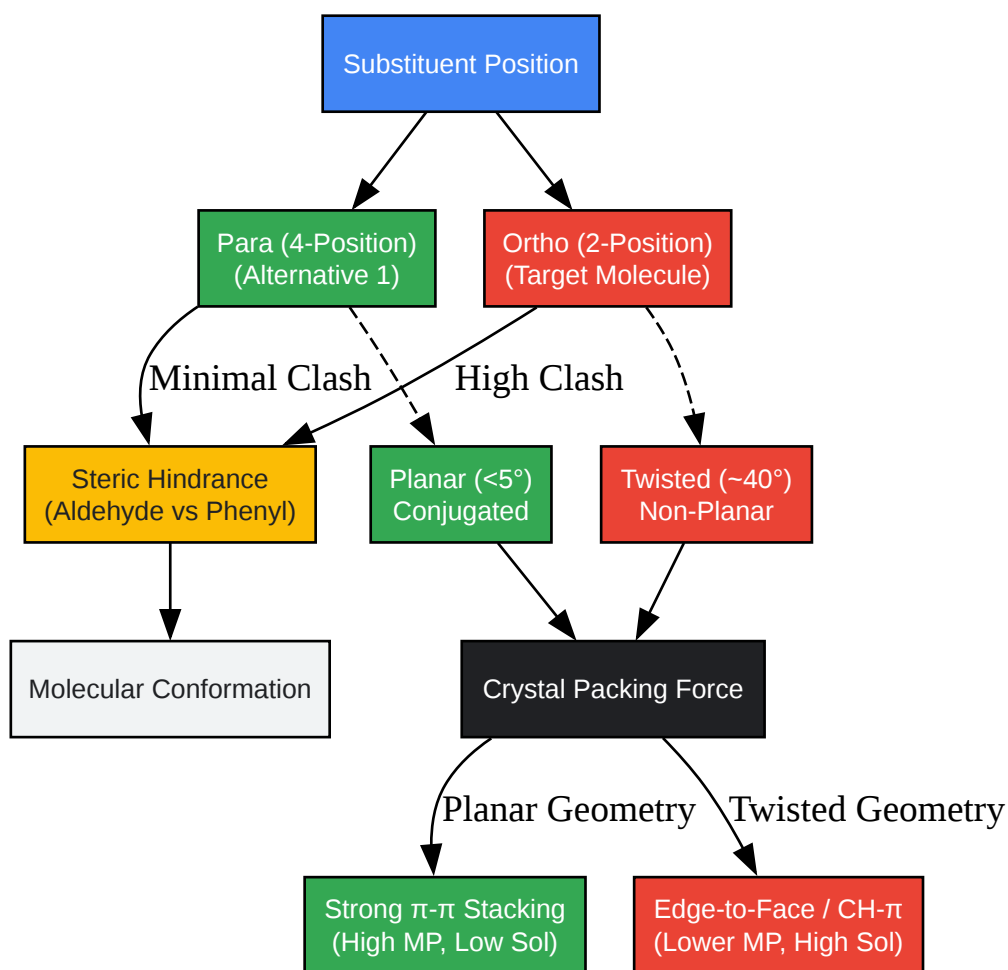 Substituent Position
Para (4-Position)
(Alternative 1)
Ortho (2-Position)
(Target Molecule)
Minimal Clash
High Clash
Steric Hindrance
(Aldehyde vs Phenyl)
Planar (<5°)
Conjugated
Twisted (~40°)
Non-Planar
Molecular Conformation
Crystal Packing Force
Planar Geometry
Twisted Geometry
Strong π-π Stacking
(High MP, Low Sol)
Edge-to-Face / CH-π
(Lower MP, High Sol)